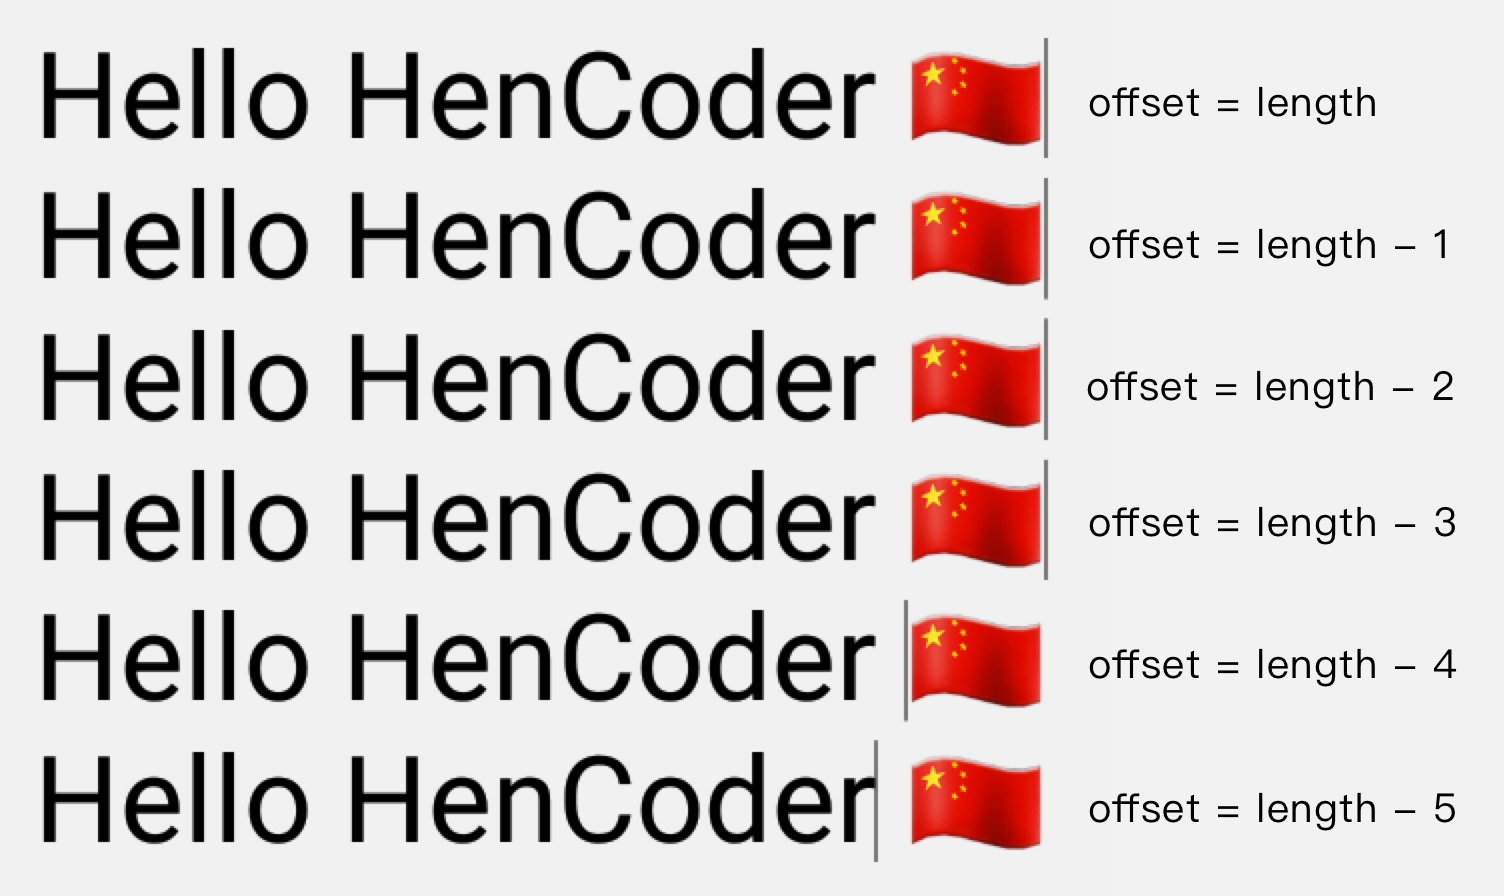 Hello HenCoder 🇨🇳 offset = length
Hello HenCoder 🇨🇳 offset = length – 1
Hello HenCoder 🇨🇳 offset = length – 2
Hello HenCoder 🇨🇳 offset = length – 3
Hello HenCoder 🇨🇳 offset = length – 4
Hello HenCoder 🇨🇳 offset = length – 5